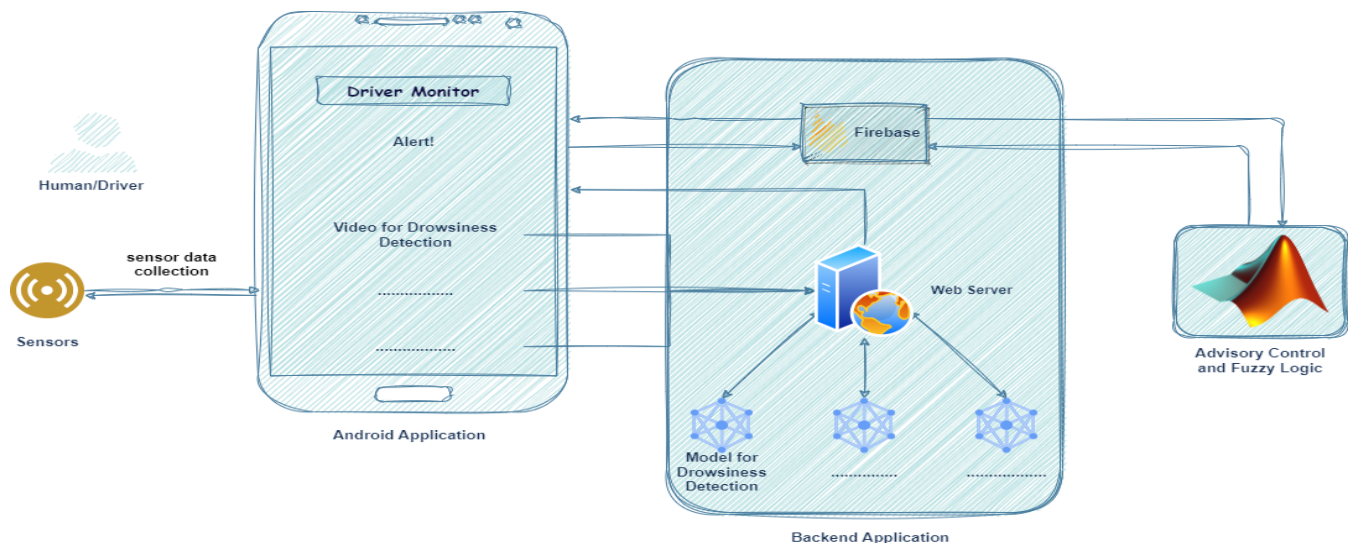 Driver Monitor
Alert!
Firebase
Human/Driver
Video for Drowsiness
Detection
sensor data
collection
Web Server
...................
...................
Sensors
Advisory Control
and Fuzzy Logic
Android Application
Model for
Drowsiness
Detection
................
...................
Backend Application